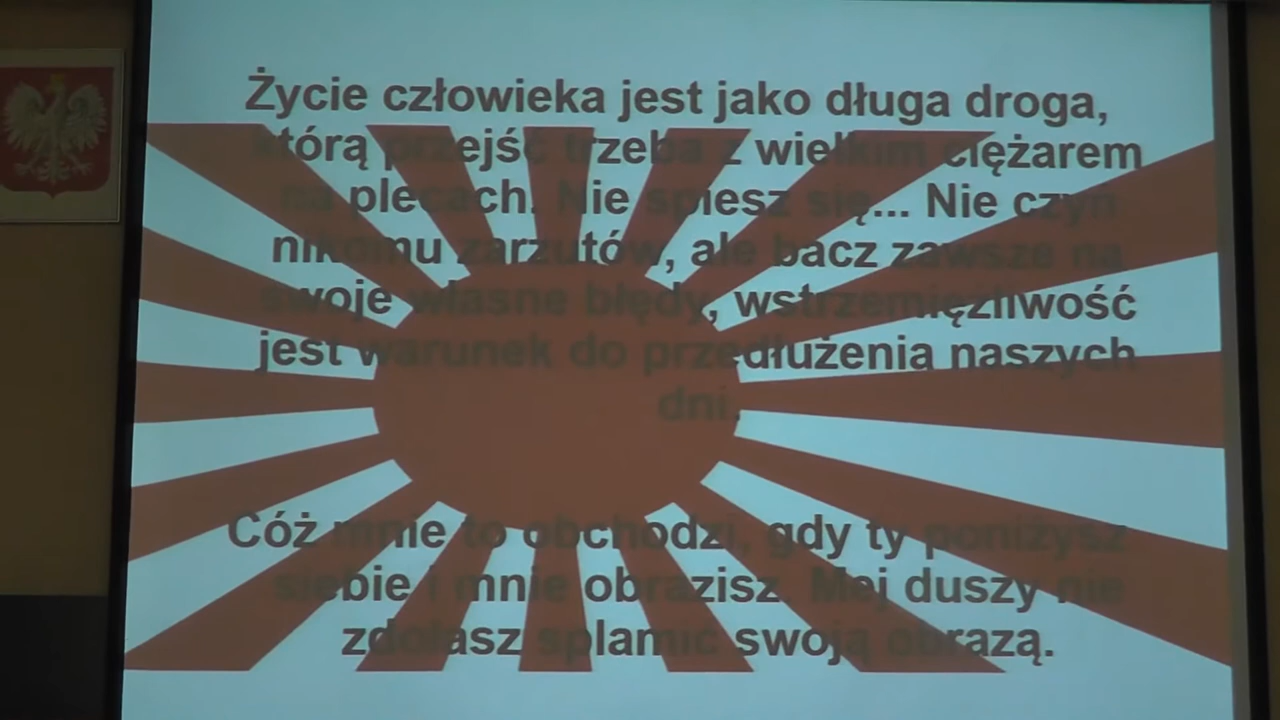 Życie człowieka jest jako długa droga,
którą przejść trzeba z wielkim ciężarem
na plecach. Nie śpiesz się... Nie czyń
nikomu zarzutów, ale bacz zawsze na
swoje własne błędy, wstrzemięźliwość
jest warunek do przedłużenia naszych
dni.
Cóż mnie to obchodzi, gdy ty poniżysz
siebie i mnie obrazisz. Mej duszy nie
zdołasz splamić swoją obrazą.